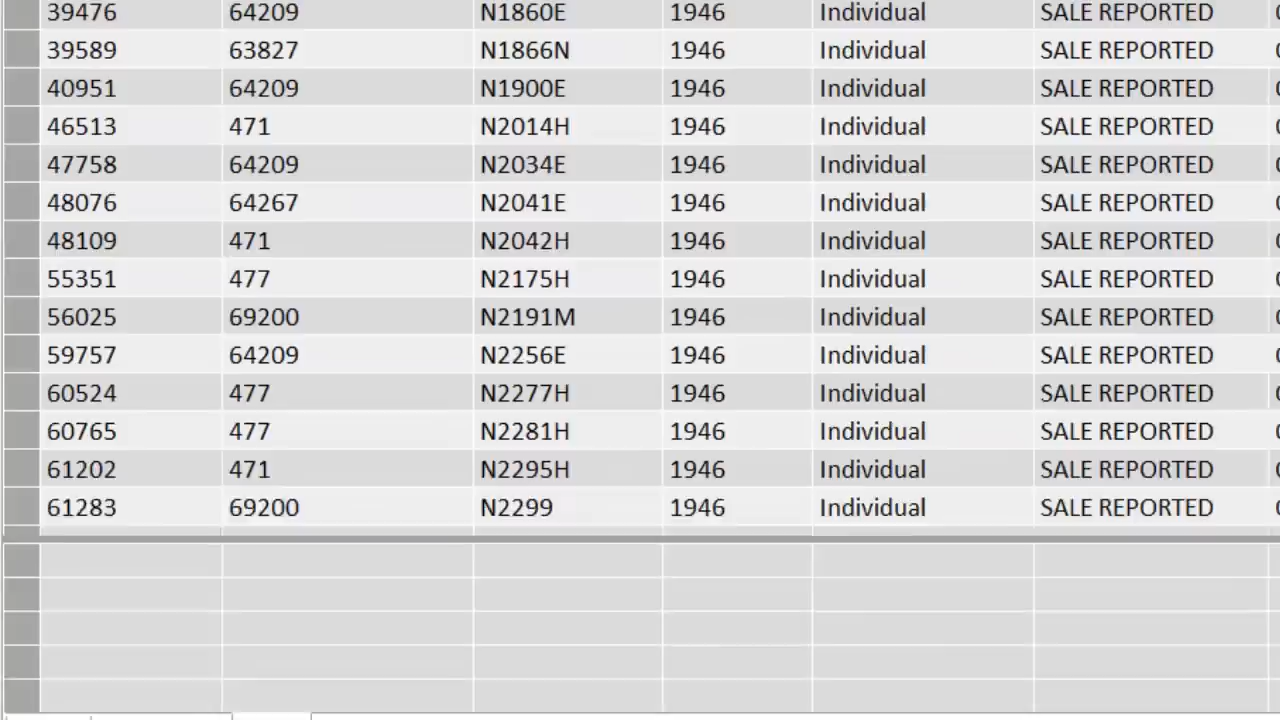 39476 64209 N1860E 1946 Individual SALE REPORTED
39589 63827 N1866N 1946 Individual SALE REPORTED
40951 64209 N1900E 1946 Individual SALE REPORTED
46513 471 N2014H 1946 Individual SALE REPORTED
47758 64209 N2034E 1946 Individual SALE REPORTED
48076 64267 N2041E 1946 Individual SALE REPORTED
48109 471 N2042H 1946 Individual SALE REPORTED
55351 477 N2175H 1946 Individual SALE REPORTED
56025 69200 N2191M 1946 Individual SALE REPORTED
59757 64209 N2256E 1946 Individual SALE REPORTED
60524 477 N2277H 1946 Individual SALE REPORTED
60765 477 N2281H 1946 Individual SALE REPORTED
61202 471 N2295H 1946 Individual SALE REPORTED
61283 69200 N2299 1946 Individual SALE REPORTED